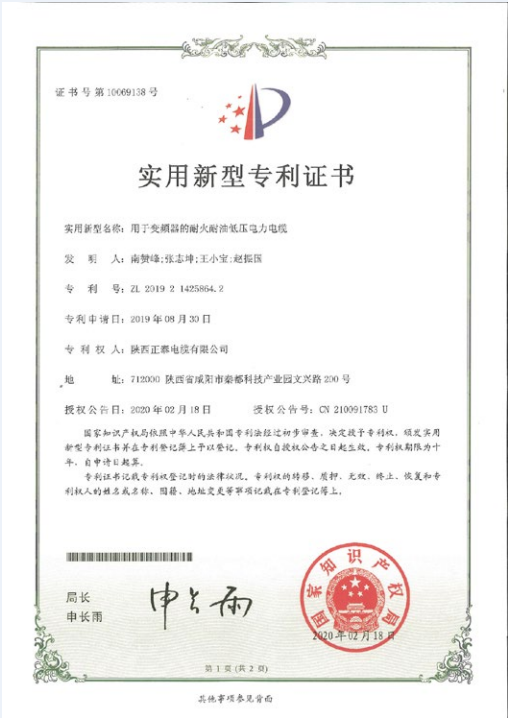 证书号第10069138号
实用新型专利证书
实用新型名称：用于变频器的耐火耐油低压电力电缆
发明人：南赞峰;张志坤;王小宝;赵振国
专利号：ZL 2019 2 1425864.2
专利申请日：2019年08月30日
专利权人：陕西正泰电缆有限公司
地址：712000 陕西省咸阳市秦都科技产业园文兴路200号
授权公告日：2020年02月18日 授权公告号：CN 210091783 U
国家知识产权局依照中华人民共和国专利法经过初步审查，决定授予专利权，颁发实用
新型专利证书并在专利登记簿上予以登记。专利权自授权公告之日起生效。专利权期限为十
年，自申请日起算。
专利证书记载专利权登记时的法律状况。专利权的转移、质押、无效、终止、恢复和专
利权人的姓名或名称、国籍、地址变更等事项记载在专利登记簿上。
局长
申长雨
申长雨
国家知识产权局
2020年02月18日
第1页(共2页)
其他事项参见背面